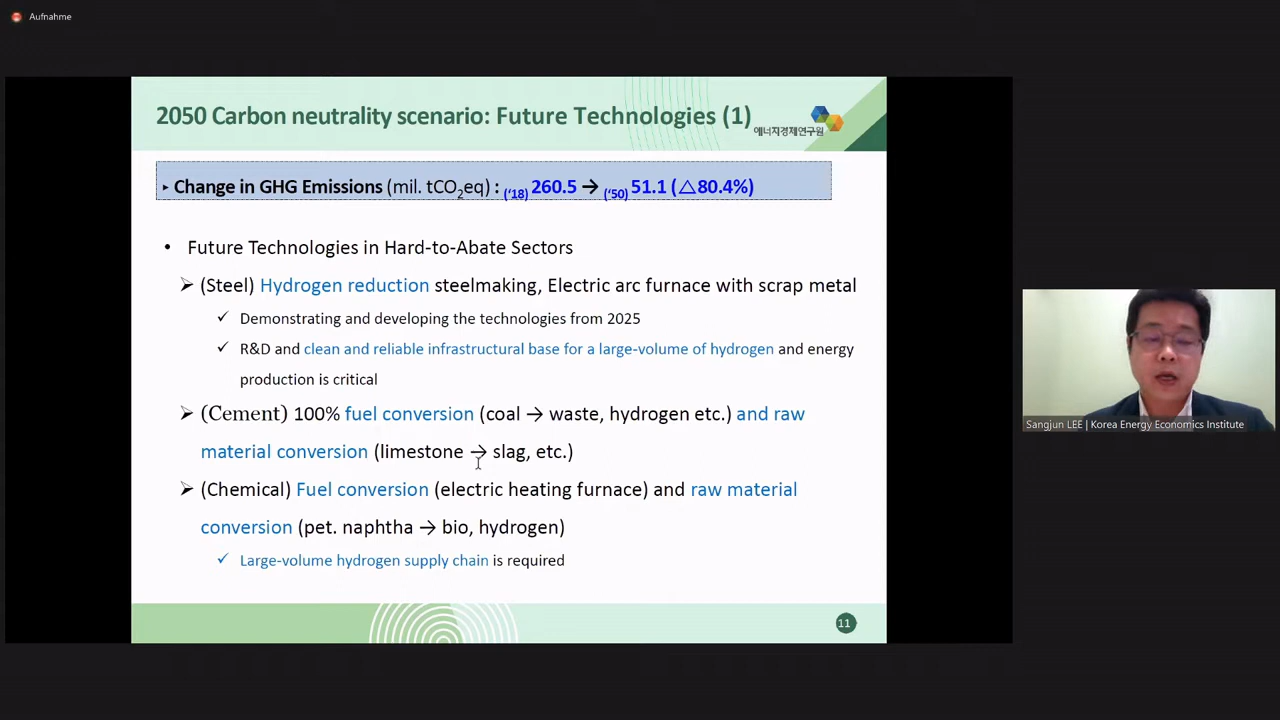 Aufnahme
2050 Carbon neutrality scenario: Future Technologies (1)
에너지경제연구원
▸ Change in GHG Emissions (mil. tCO2eq) : (‘18) 260.5 → (‘50) 51.1 (△80.4%)
• Future Technologies in Hard-to-Abate Sectors
➢ (Steel) Hydrogen reduction steelmaking, Electric arc furnace with scrap metal
✓ Demonstrating and developing the technologies from 2025
✓ R&D and clean and reliable infrastructural base for a large-volume of hydrogen and energy
production is critical
➢ (Cement) 100% fuel conversion (coal → waste, hydrogen etc.) and raw
material conversion (limestone → slag, etc.)
➢ (Chemical) Fuel conversion (electric heating furnace) and raw material
conversion (pet. naphtha → bio, hydrogen)
✓ Large-volume hydrogen supply chain is required
11
Sangjun LEE | Korea Energy Economics Institute